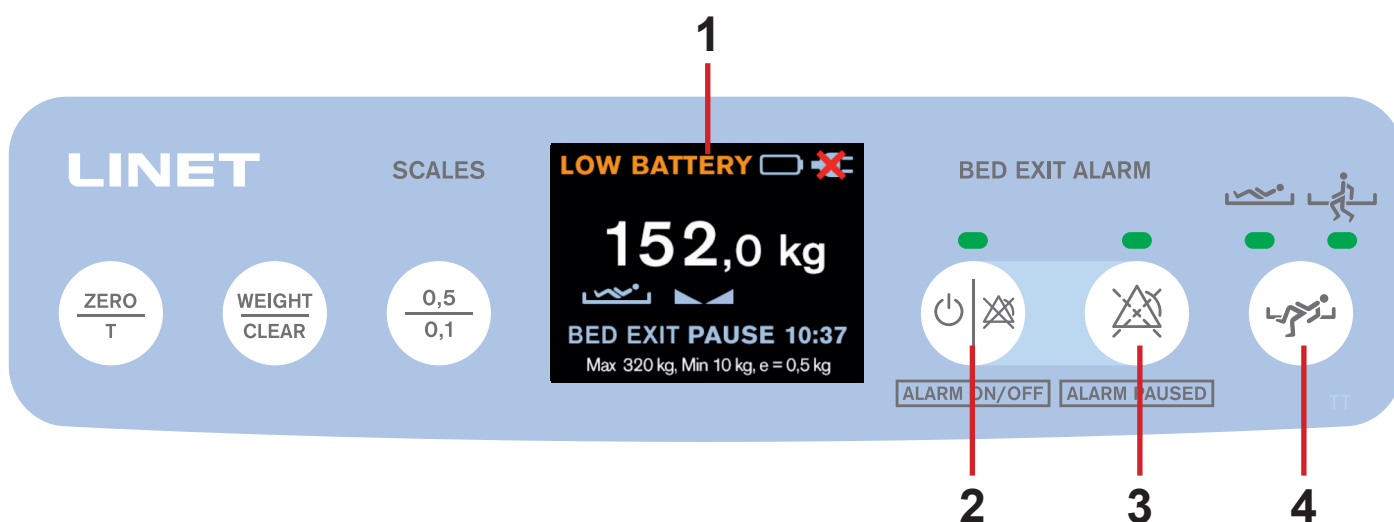 1
LINET
SCALES
LOW BATTERY
BED EXIT ALARM
152,0 kg
ZERO
T
WEIGHT
CLEAR
0,5
0,1
BED EXIT PAUSE 10:37
Max 320 kg, Min 10 kg, e = 0,5 kg
ALARM ON/OFF
ALARM PAUSED
TT
2
3
4